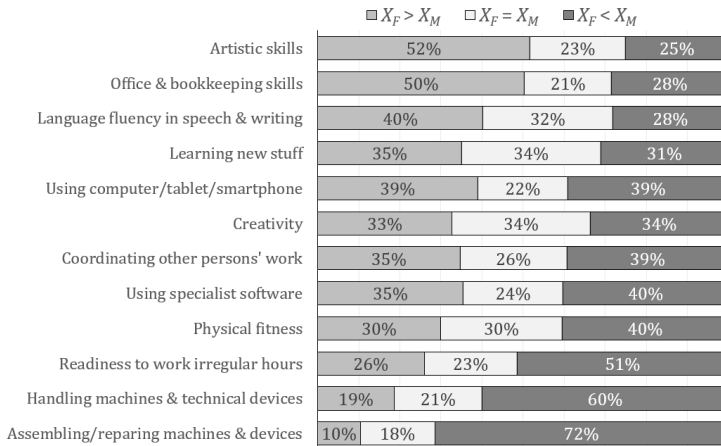 X_F > X_M X_F = X_M X_F < X_M
Artistic skills 52% 23% 25%
Office & bookkeeping skills 50% 21% 28%
Language fluency in speech & writing 40% 32% 28%
Learning new stuff 35% 34% 31%
Using computer/tablet/smartphone 39% 22% 39%
Creativity 33% 34% 34%
Coordinating other persons' work 35% 26% 39%
Using specialist software 35% 24% 40%
Physical fitness 30% 30% 40%
Readiness to work irregular hours 26% 23% 51%
Handling machines & technical devices 19% 21% 60%
Assembling/reparing machines & devices 10% 18% 72%